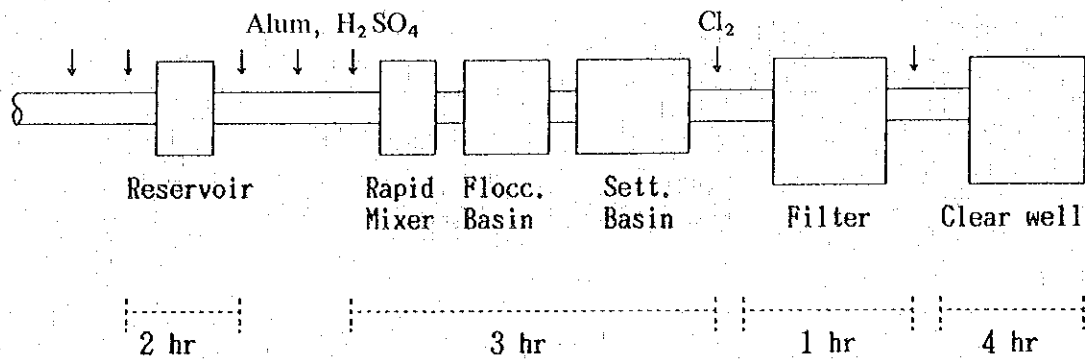 Alum, H₂SO₄ Cl₂
Reservoir Rapid Flocc. Sett. Filter Clear well
Mixer Basin Basin
2 hr 3 hr 1 hr 4 hr